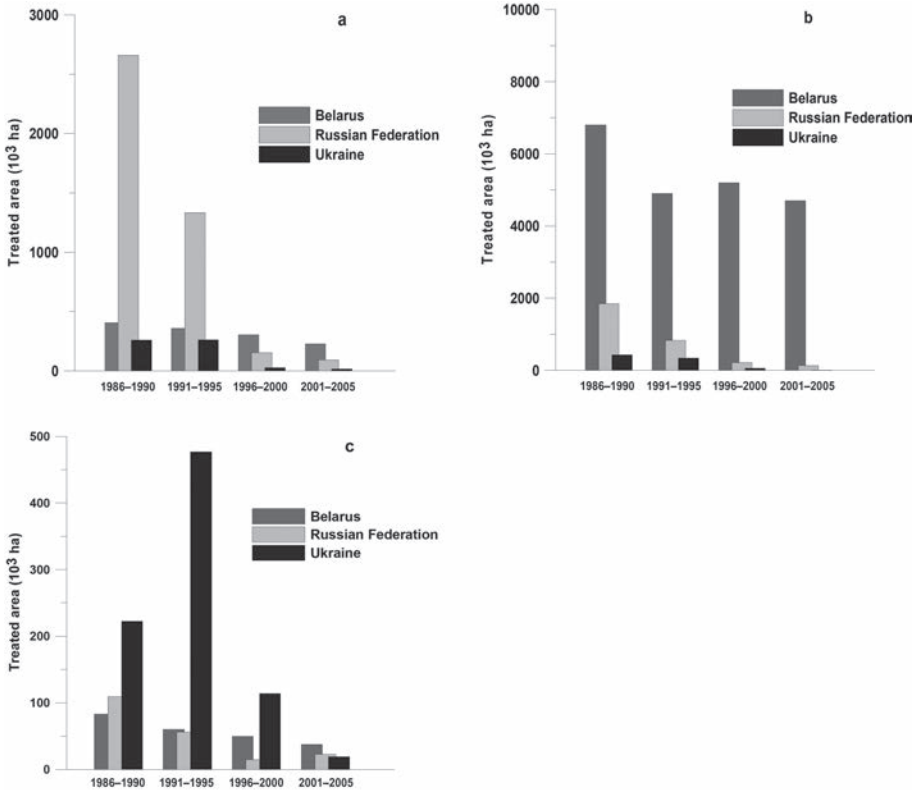 a
3000
2000
1000
0
Treated area (10³ ha)
Belarus
Russian Federation
Ukraine
1986–1990
1991–1995
1996–2000
2001–2005
b
10000
8000
6000
4000
2000
0
Treated area (10³ ha)
Belarus
Russian Federation
Ukraine
1986–1990
1991–1995
1996–2000
2001–2005
c
500
400
300
200
100
0
Treated area (10³ ha)
Belarus
Russian Federation
Ukraine
1986–1990
1991–1995
1996–2000
2001–2005